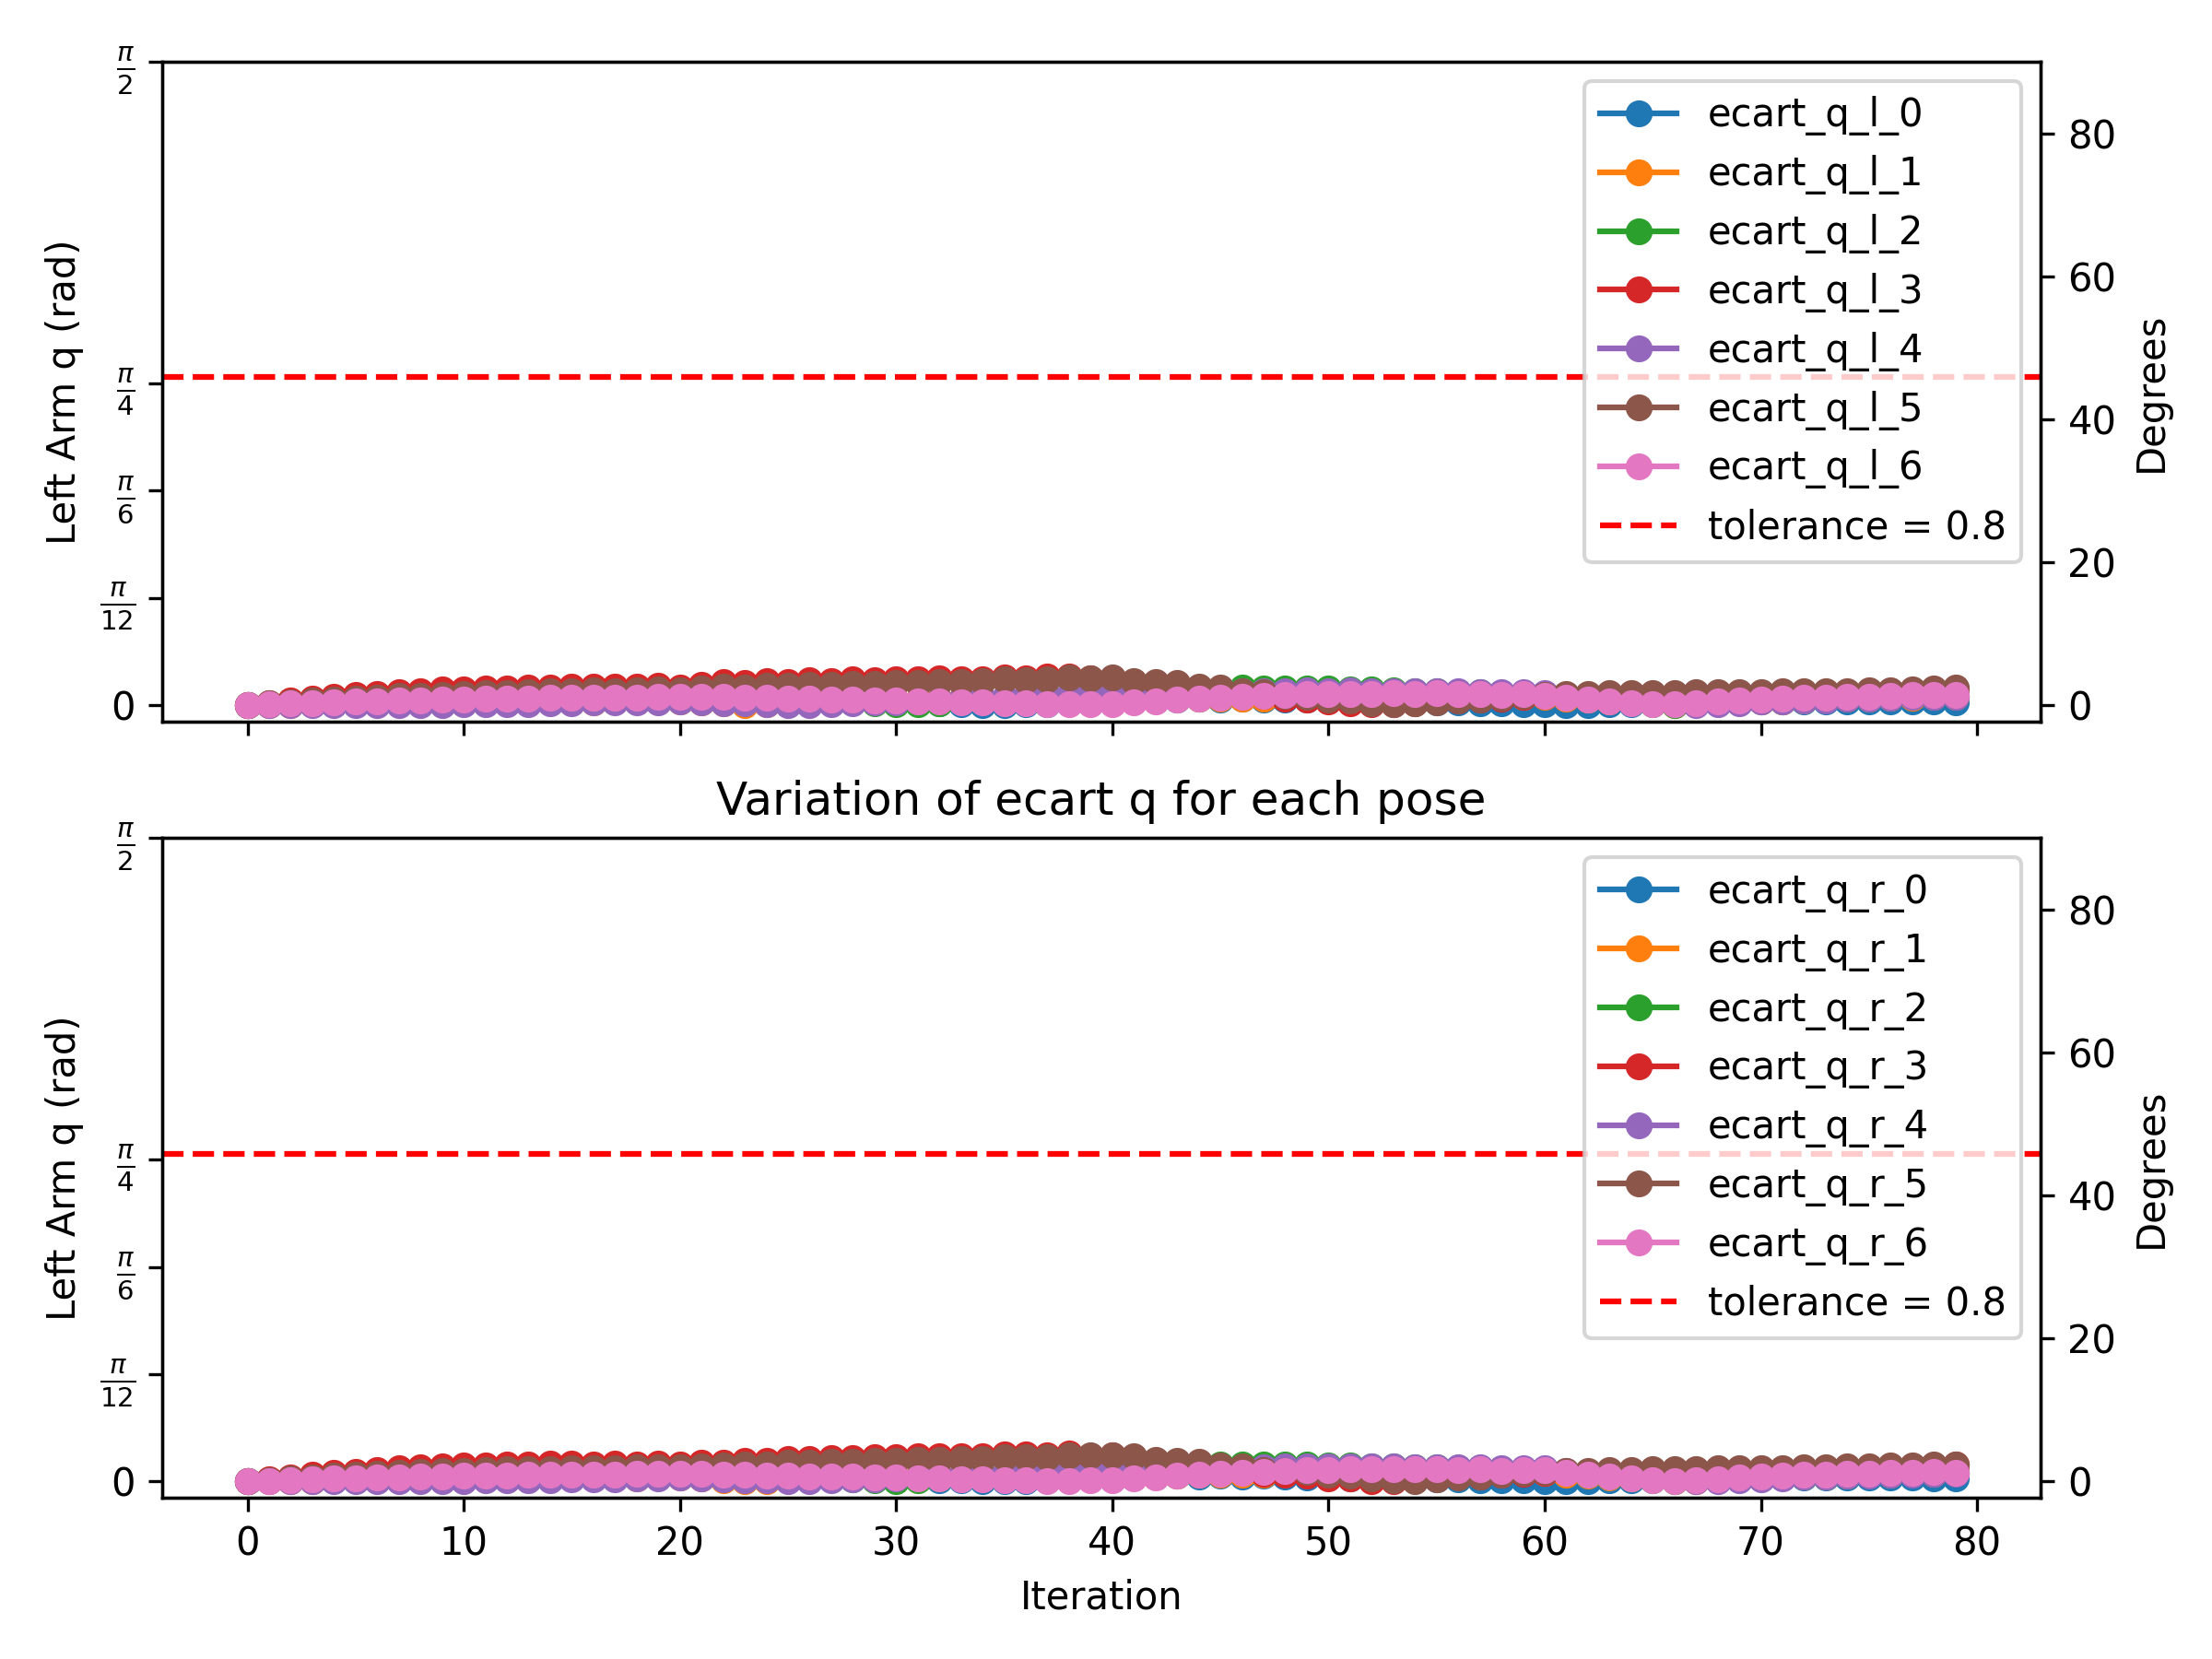 π/2
π/4
π/6
π/12
0
Left Arm q (rad)
ecart_q_l_0
ecart_q_l_1
ecart_q_l_2
ecart_q_l_3
ecart_q_l_4
ecart_q_l_5
ecart_q_l_6
tolerance = 0.8
80
60
40
20
0
Degrees
Variation of ecart q for each pose
π/2
π/4
π/6
π/12
0
Left Arm q (rad)
ecart_q_r_0
ecart_q_r_1
ecart_q_r_2
ecart_q_r_3
ecart_q_r_4
ecart_q_r_5
ecart_q_r_6
tolerance = 0.8
80
60
40
20
0
Degrees
0 10 20 30 40 50 60 70 80
Iteration